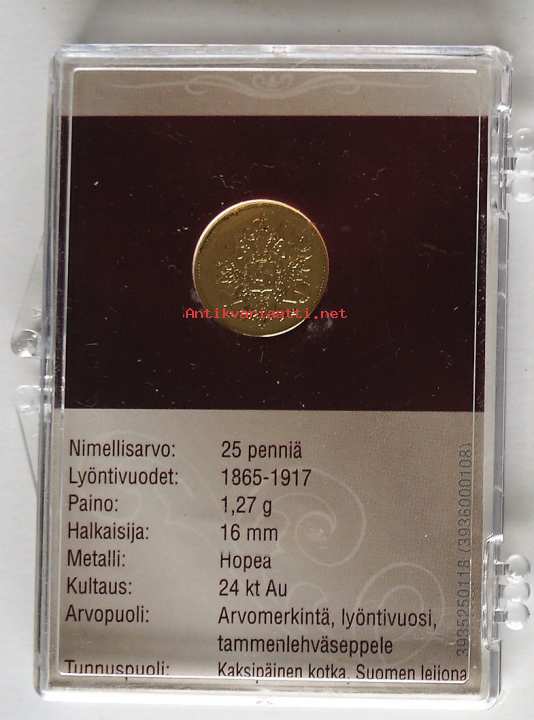 Antikvariaatti.net
Nimellisarvo: 25 penniä
Lyöntivuodet: 1865-1917
Paino: 1,27 g
Halkaisija: 16 mm
Metalli: Hopea
Kultaus: 24 kt Au
Arvopuoli: Arvomerkintä, lyöntivuosi,
tammenlehväseppele
Tunnuspuoli: Kaksipäinen kotka, Suomen leijona
3935250118 (3936000108)